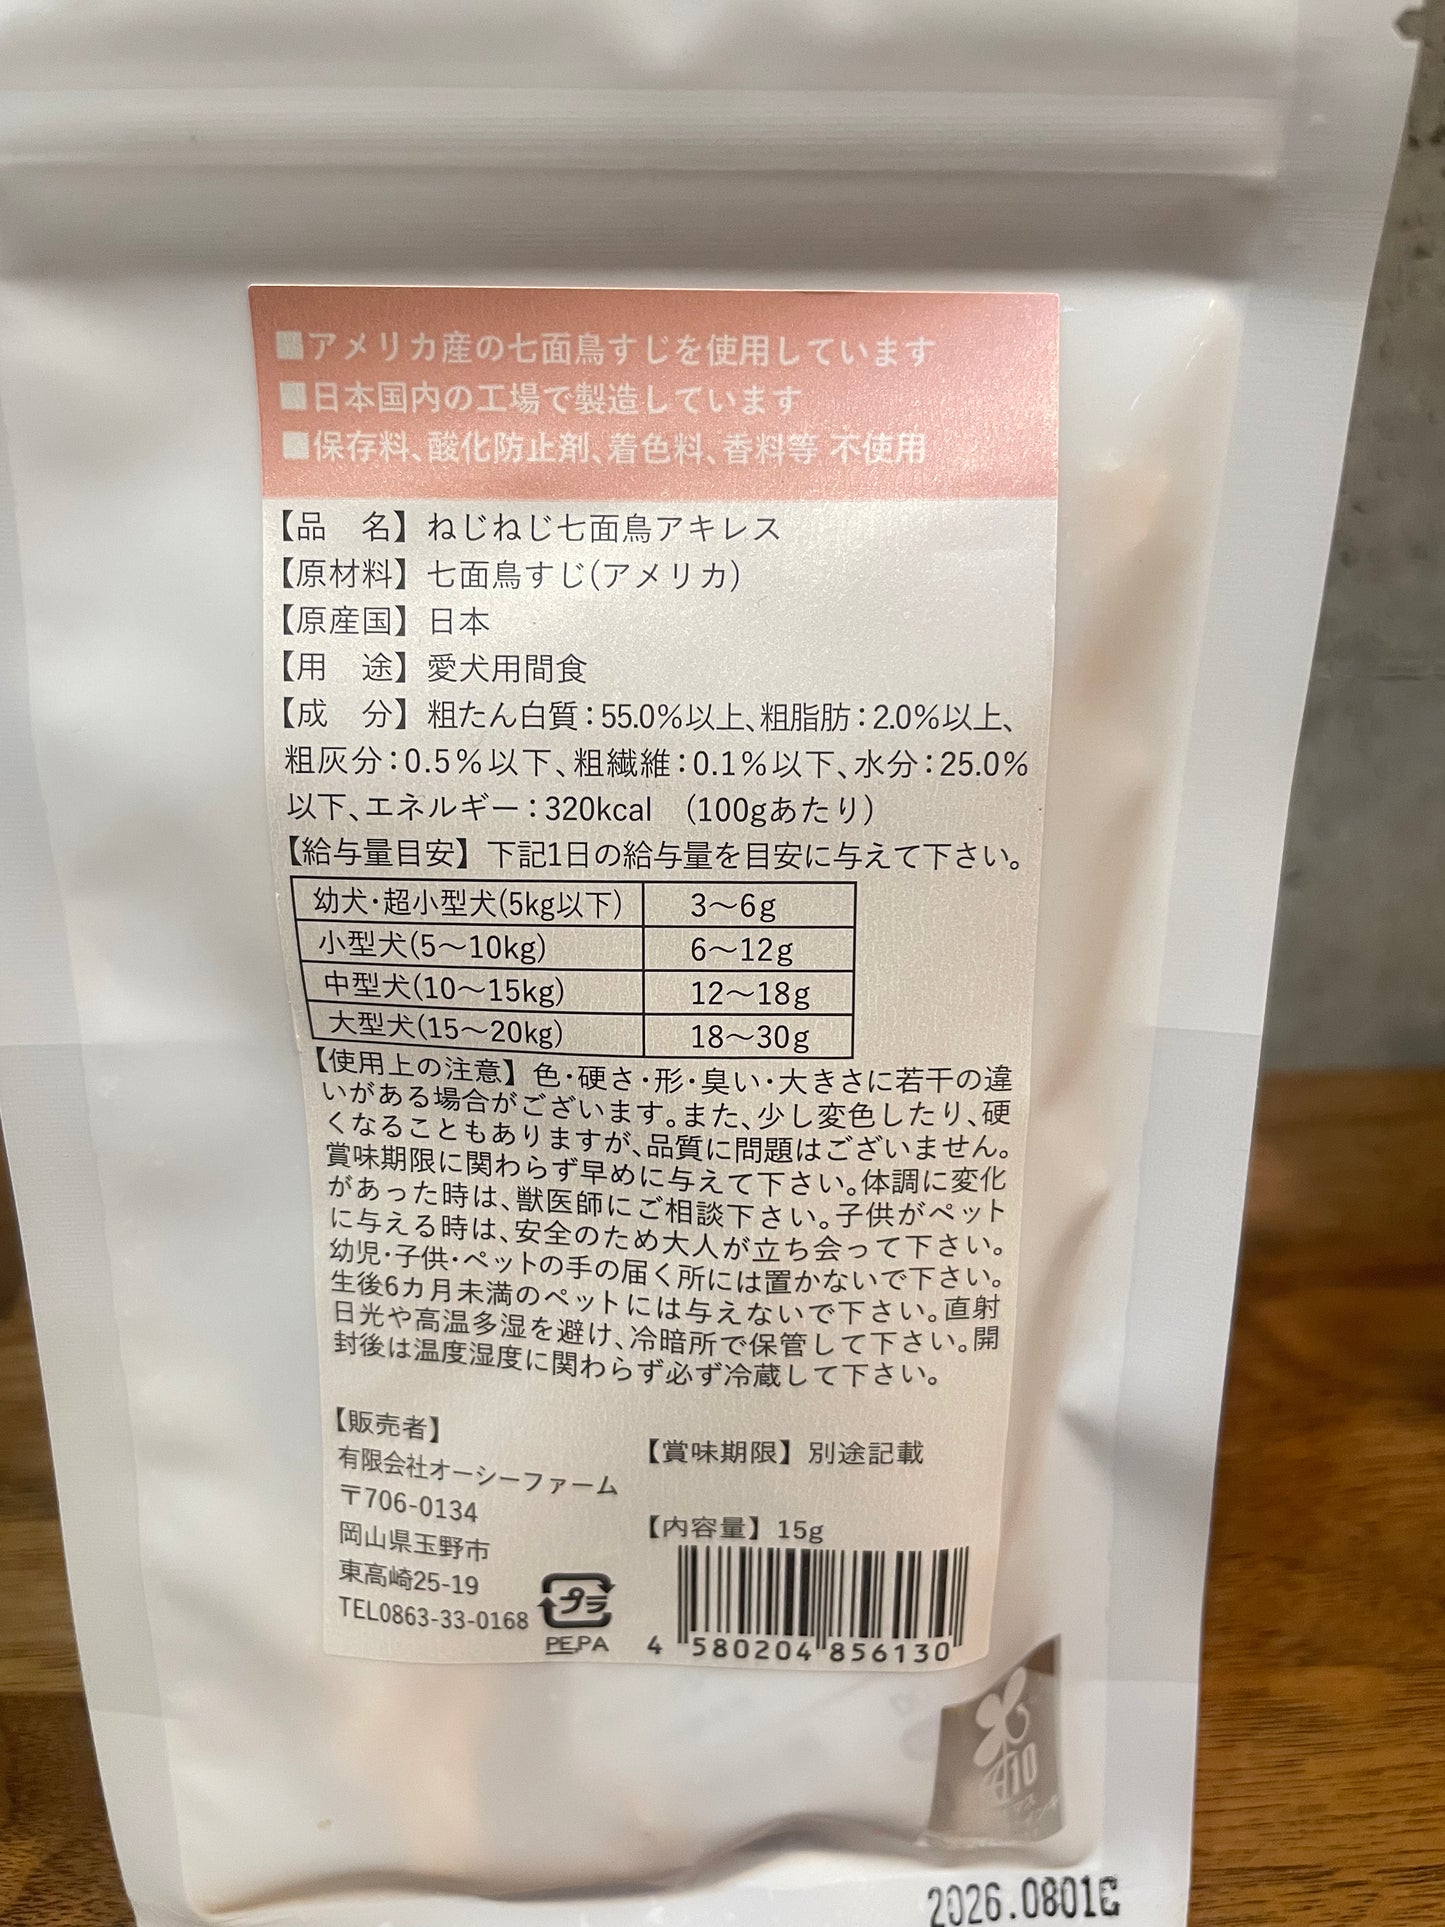 ■アメリカ産の七面鳥すじを使用しています
■日本国内の工場で製造しています
■保存料、酸化防止剤、着色料、香料等 不使用
【品　名】ねじねじ七面鳥アキレス
【原材料】七面鳥すじ(アメリカ)
【原産国】日本
【用　途】愛犬用間食
【成　分】粗たん白質：55.0%以上、粗脂肪：2.0%以上、
粗灰分：0.5%以下、粗繊維：0.1%以下、水分：25.0%
以下、エネルギー：320kcal　(100gあたり)
【給与量目安】下記1日の給与量を目安に与えて下さい。
幼犬・超小型犬(5kg以下)　3〜6g
小型犬(5〜10kg)　6〜12g
中型犬(10〜15kg)　12〜18g
大型犬(15〜20kg)　18〜30g
【使用上の注意】色・硬さ・形・臭い・大きさに若干の違
いがある場合がございます。また、少し変色したり、硬
くなることもありますが、品質に問題はございません。
賞味期限に関わらず早めに与えて下さい。体調に変化
があった時は、獣医師にご相談下さい。子供がペット
に与える時は、安全のため大人が立ち会って下さい。
幼児・子供・ペットの手の届く所には置かないで下さい。
生後6カ月未満のペットには与えないで下さい。直射
日光や高温多湿を避け、冷暗所で保管して下さい。開
封後は温度湿度に関わらず必ず冷蔵して下さい。
【販売者】
有限会社オーシーファーム
〒706-0134
岡山県玉野市
東高崎25-19
TEL0863-33-0168
プラ
PE,PA
【賞味期限】別途記載
【内容量】15g
4 580204 856130
2026.0801C